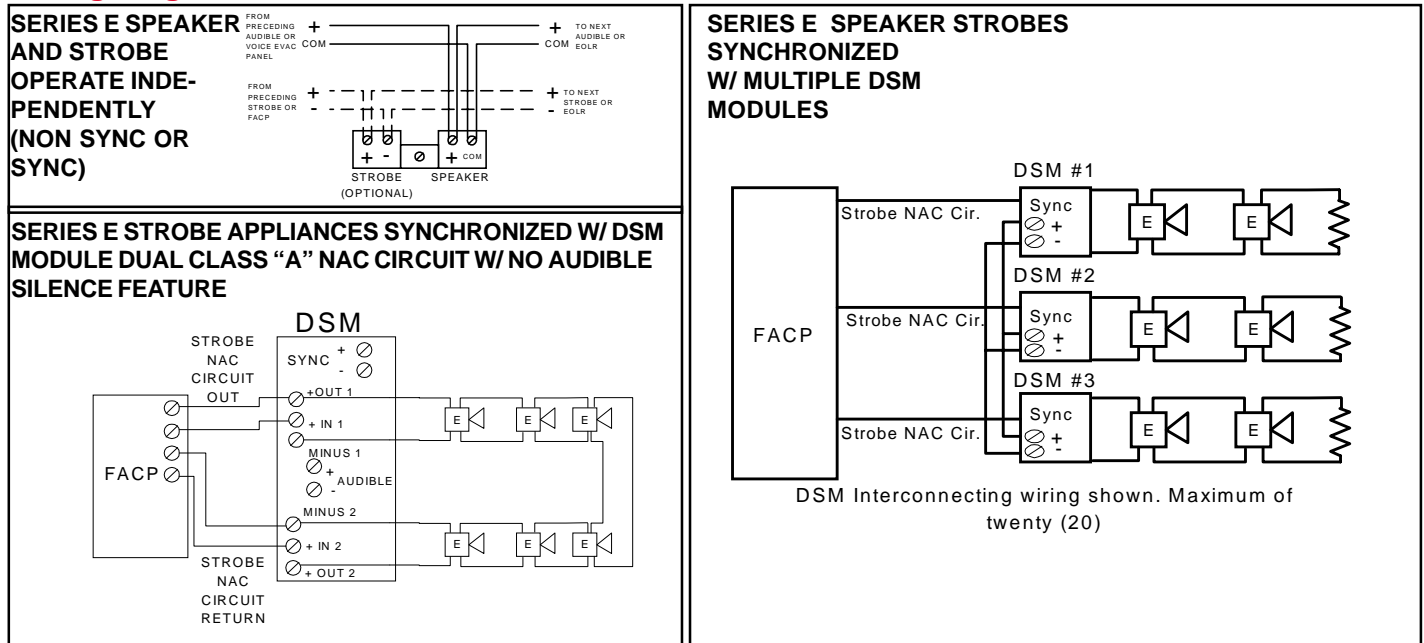 SERIES E SPEAKER
AND STROBE
OPERATE INDE-
PENDENTLY
(NON SYNC OR
SYNC)
FROM
PRECEDING
AUDIBLE OR
VOICE EVAC
PANEL
+
COM
+
COM
TO NEXT
AUDIBLE OR
EOLR
FROM
PRECEDING
STROBE OR
FACP
+
-
+
-
TO NEXT
STROBE OR
EOLR
+ - + COM
STROBE
(OPTIONAL)
SPEAKER
SERIES E STROBE APPLIANCES SYNCHRONIZED W/ DSM
MODULE DUAL CLASS “A” NAC CIRCUIT W/ NO AUDIBLE
SILENCE FEATURE
DSM
STROBE
NAC
CIRCUIT
OUT
SYNC +
-
+OUT 1
+ IN 1
MINUS 1
+
AUDIBLE
-
MINUS 2
+ IN 2
+ OUT 2
FACP
E E E
E E E
STROBE
NAC
CIRCUIT
RETURN
SERIES E SPEAKER STROBES
SYNCHRONIZED
W/ MULTIPLE DSM
MODULES
FACP
DSM #1
Strobe NAC Cir.
Sync
+
-
E E
DSM #2
Strobe NAC Cir.
Sync
+
-
E E
DSM #3
Strobe NAC Cir.
Sync
+
-
E E
DSM Interconnecting wiring shown. Maximum of
twenty (20)